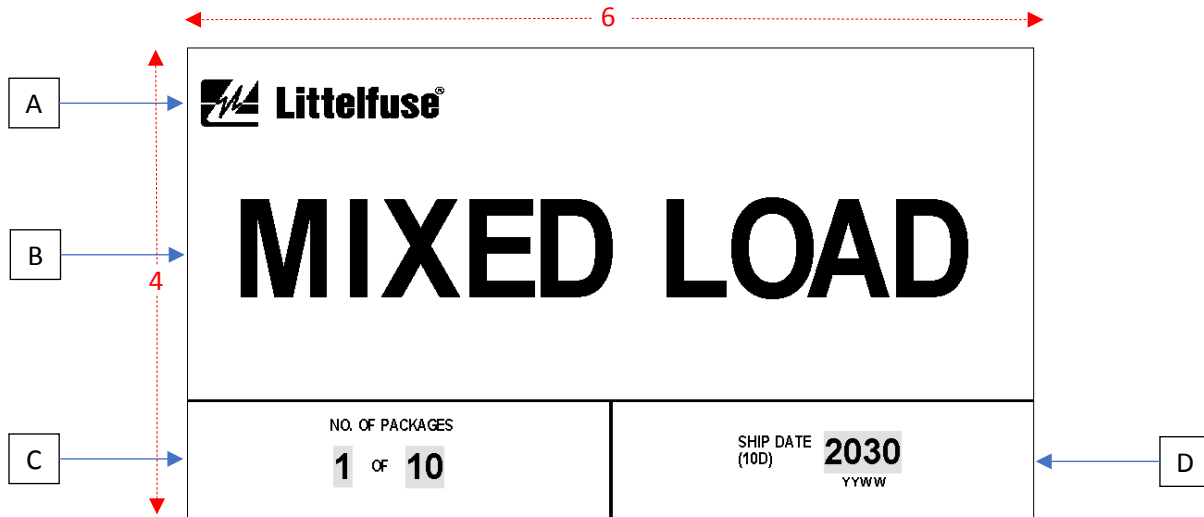 6
A
Littelfuse®
B
MIXED LOAD
4
C
NO. OF PACKAGES
1 OF 10
SHIP DATE
(10D)
2030
YYWW
D